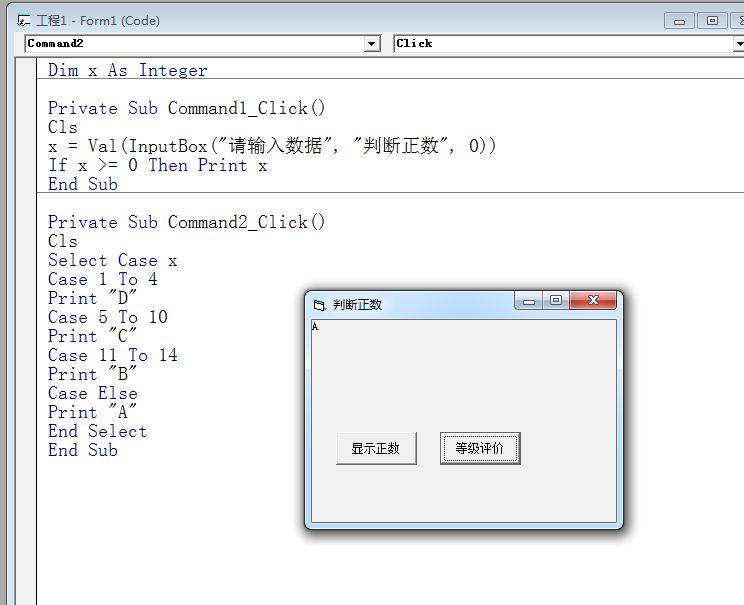 工程1 - Form1 (Code)
Command2
Click
Dim x As Integer
Private Sub Command1_Click()
Cls
x = Val(InputBox("请输入数据", "判断正数", 0))
If x >= 0 Then Print x
End Sub
Private Sub Command2_Click()
Cls
Select Case x
Case 1 To 4
Print "D"
Case 5 To 10
Print "C"
Case 11 To 14
Print "B"
Case Else
Print "A"
End Select
End Sub
判断正数
A
显示正数
等级评价